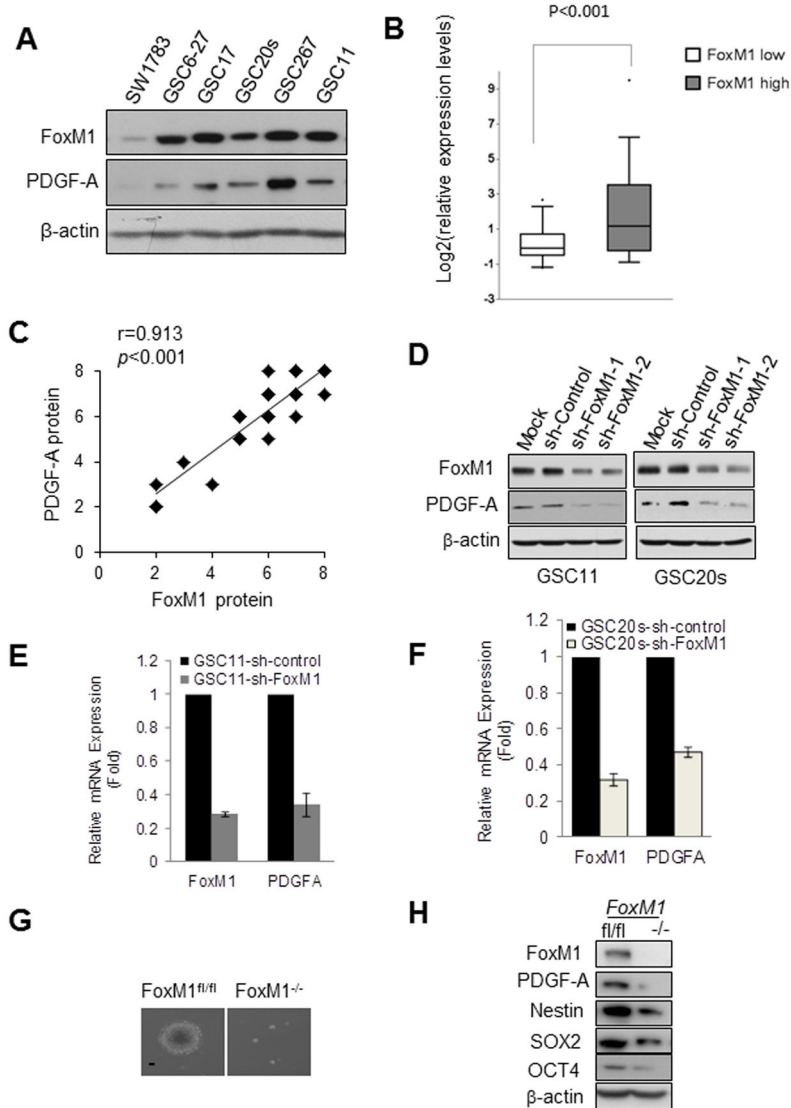 A
SW1783
GSC6-27
GSC17
GSC20s
GSC267
GSC11
FoxM1
PDGF-A
β-actin
B
P<0.001
FoxM1 low
FoxM1 high
Log2(relative expression levels)
9
7
5
3
1
-1
-3
C
r=0.913
p<0.001
PDGF-A protein
8
6
4
2
0
0 2 4 6 8
FoxM1 protein
D
Mock
sh-Control
sh-FoxM1-1
sh-FoxM1-2
Mock
sh-Control
sh-FoxM1-1
sh-FoxM1-2
FoxM1
PDGF-A
β-actin
GSC11 GSC20s
E
GSC11-sh-control
GSC11-sh-FoxM1
Relative mRNA Expression
(Fold)
1.2
1
0.8
0.6
0.4
0.2
0
FoxM1 PDGFA
F
GSC20s-sh-control
GSC20s-sh-FoxM1
Relative mRNA Expression
(Fold)
1.2
1
0.8
0.6
0.4
0.2
0
FoxM1 PDGFA
G
FoxM1fl/fl FoxM1-/-
H
FoxM1
fl/fl -/-
FoxM1
PDGF-A
Nestin
SOX2
OCT4
β-actin